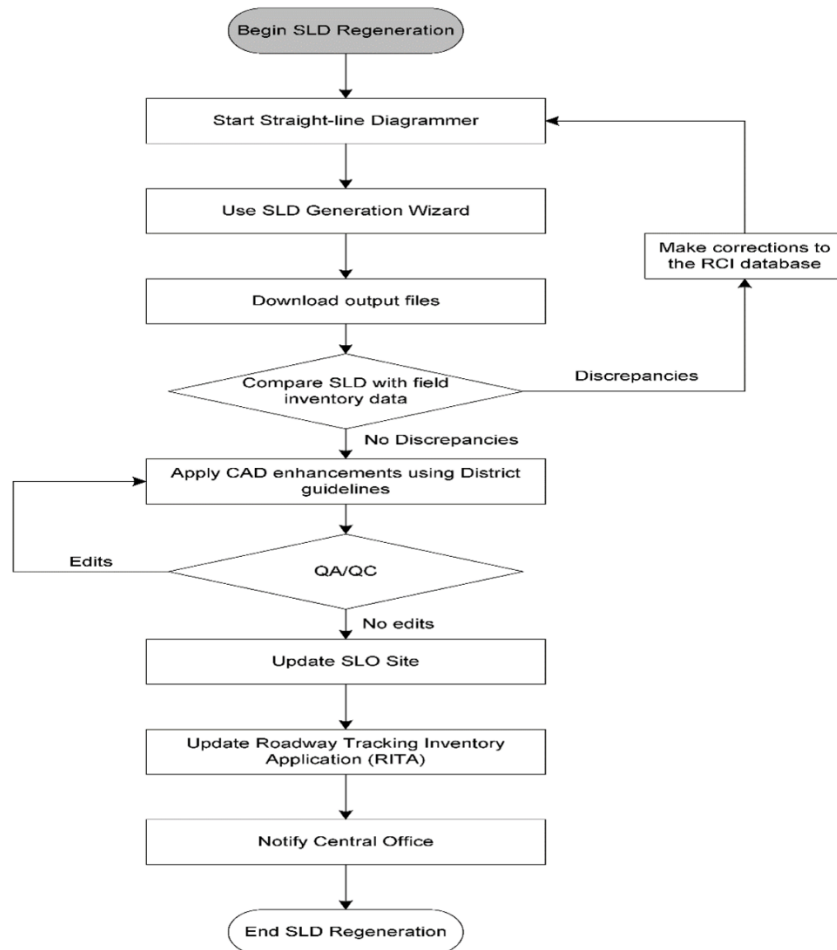 Begin SLD Regeneration
Start Straight-line Diagrammer
Use SLD Generation Wizard
Make corrections to
the RCI database
Download output files
Compare SLD with field
inventory data
Discrepancies
No Discrepancies
Apply CAD enhancements using District
guidelines
Edits
QA/QC
No edits
Update SLO Site
Update Roadway Tracking Inventory
Application (RITA)
Notify Central Office
End SLD Regeneration